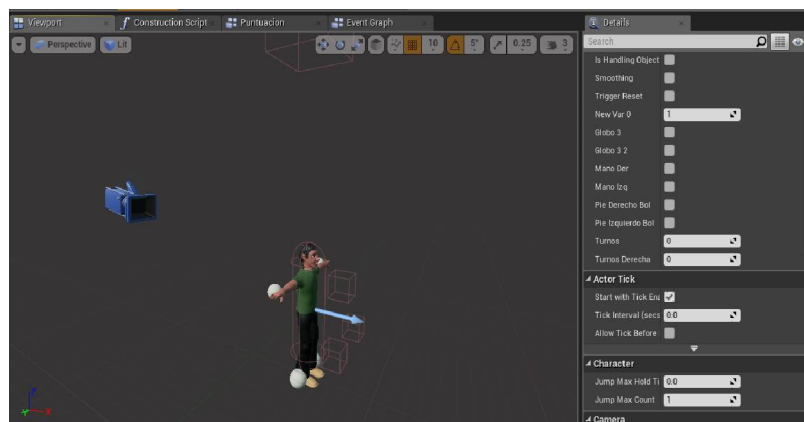 Viewport
Construction Script
Puntuacion
Event Graph
Details
Perspective
Lit
10
5°
0.25
3
Search
Is Handling Object
Smoothing
Trigger Reset
New Var 0 1
Globo 3
Globo 3 2
Mano Der
Mano Izq
Pie Derecho Bol
Pie Izquierdo Bol
Turnos 0
Turnos Derecha 0
Actor Tick
Start with Tick Ena
Tick Interval (secs 0.0
Allow Tick Before
Character
Jump Max Hold Ti 0.0
Jump Max Count 1
Camera
X
Y